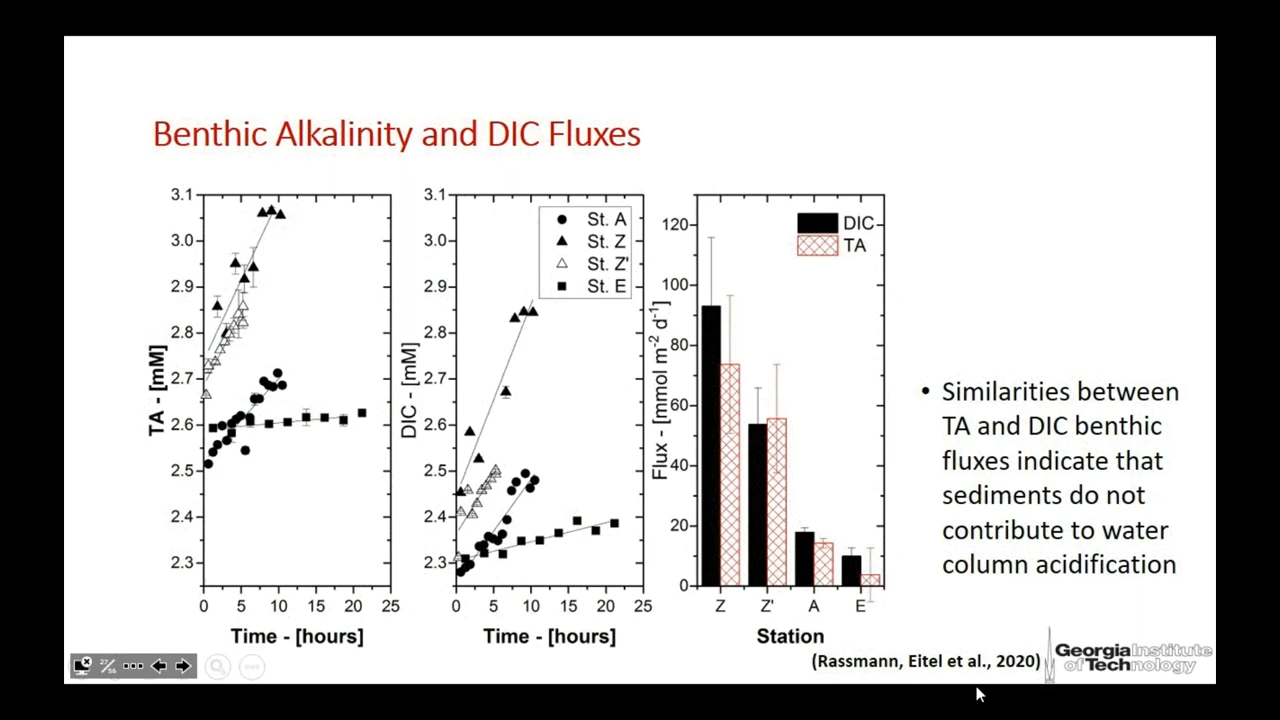 Benthic Alkalinity and DIC Fluxes
3.1
3.0
2.9
2.8
2.7
2.6
2.5
2.4
2.3
TA - [mM]
0 5 10 15 20 25
Time - [hours]
3.1
3.0
2.9
2.8
2.7
2.6
2.5
2.4
2.3
DIC - [mM]
St. A
St. Z
St. Z'
St. E
0 5 10 15 20 25
Time - [hours]
120
100
80
60
40
20
0
Flux - [mmol m-2 d-1]
DIC
TA
Z Z' A E
Station
• Similarities between
TA and DIC benthic
fluxes indicate that
sediments do not
contribute to water
column acidification
(Rassmann, Eitel et al., 2020)
Georgia Institute
of Technology
27/56